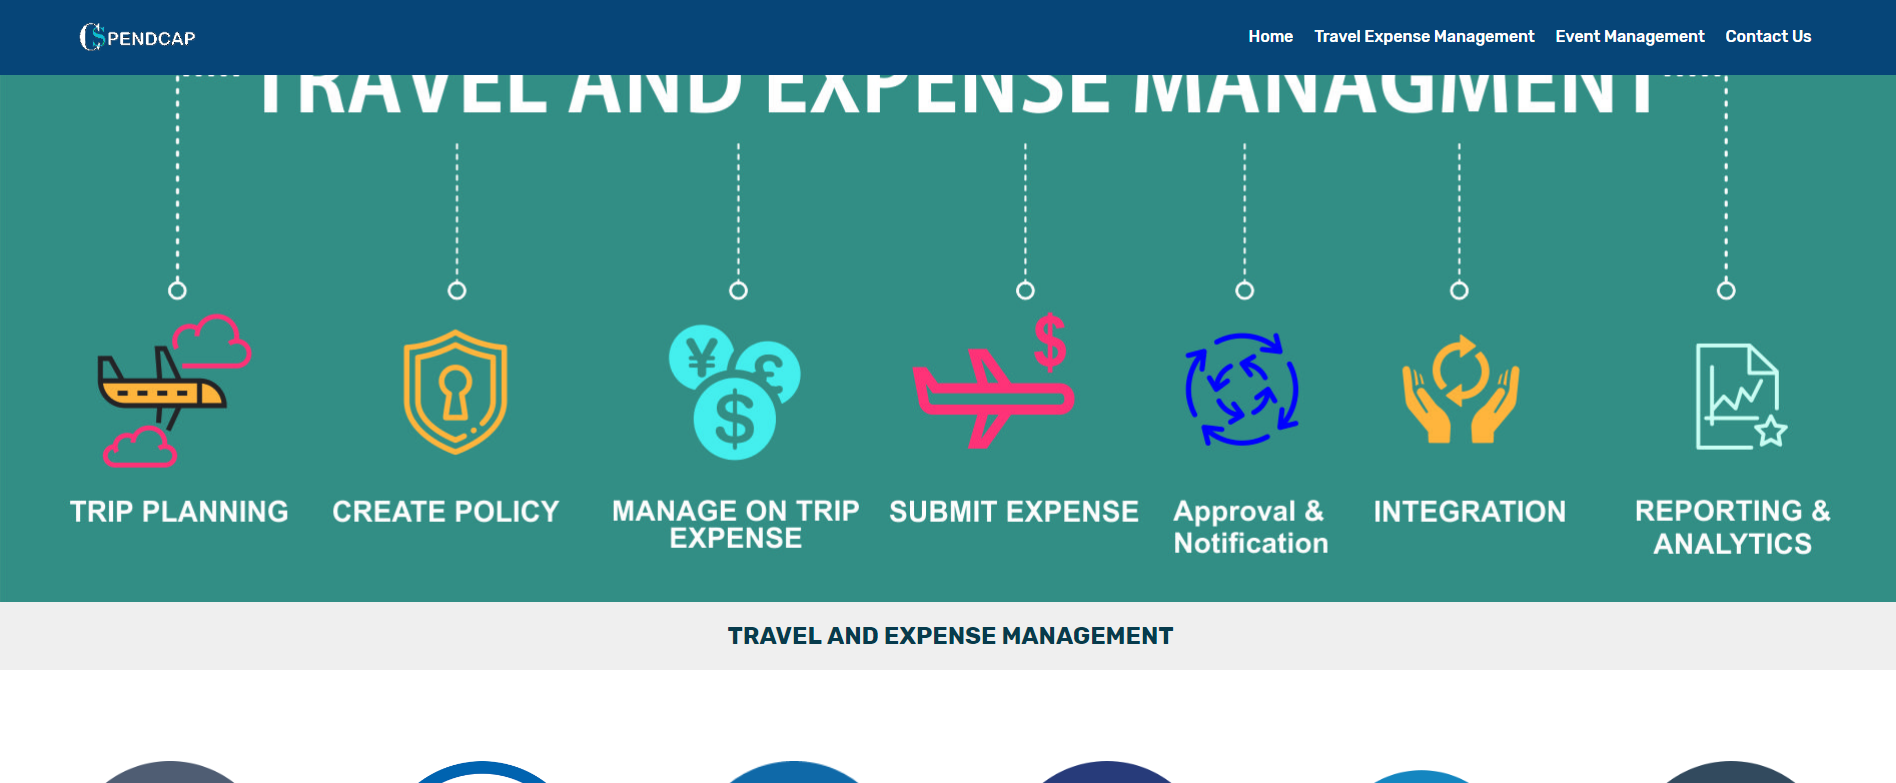 SPENDCAP
Home Travel Expense Management Event Management Contact Us
TRAVEL AND EXPENSE MANAGMENT
¥ £ $ $
TRIP PLANNING
CREATE POLICY
MANAGE ON TRIP
EXPENSE
SUBMIT EXPENSE
Approval &
Notification
INTEGRATION
REPORTING &
ANALYTICS
TRAVEL AND EXPENSE MANAGEMENT